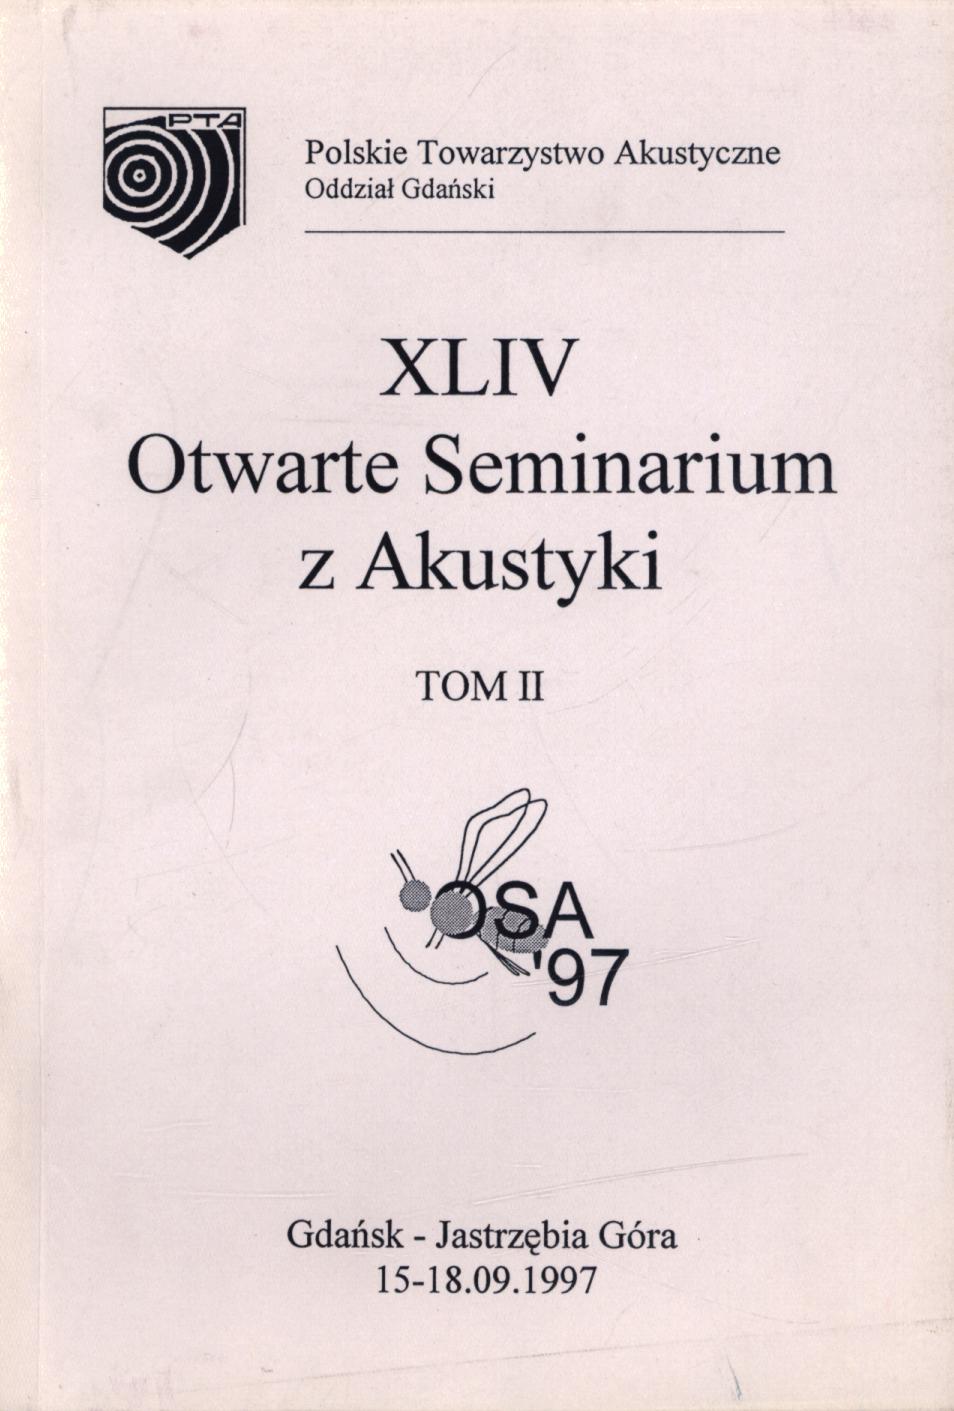 PTA
Polskie Towarzystwo Akustyczne
Oddział Gdański
XLIV
Otwarte Seminarium
z Akustyki
TOM II
OSA
'97
Gdańsk - Jastrzębia Góra
15-18.09.1997